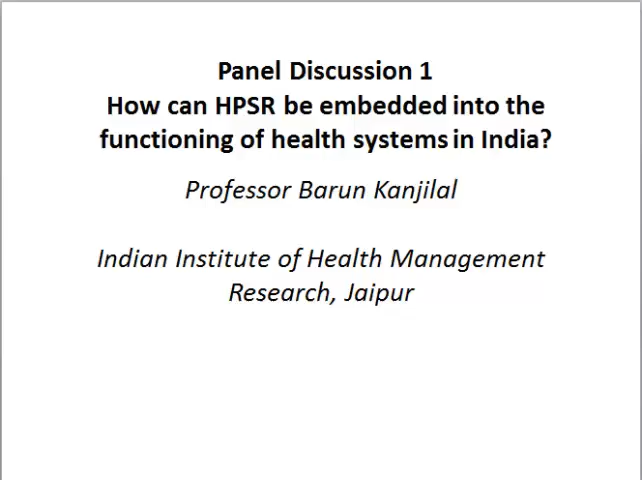 Panel Discussion 1
How can HPSR be embedded into the
functioning of health systems in India?
Professor Barun Kanjilal
Indian Institute of Health Management
Research, Jaipur